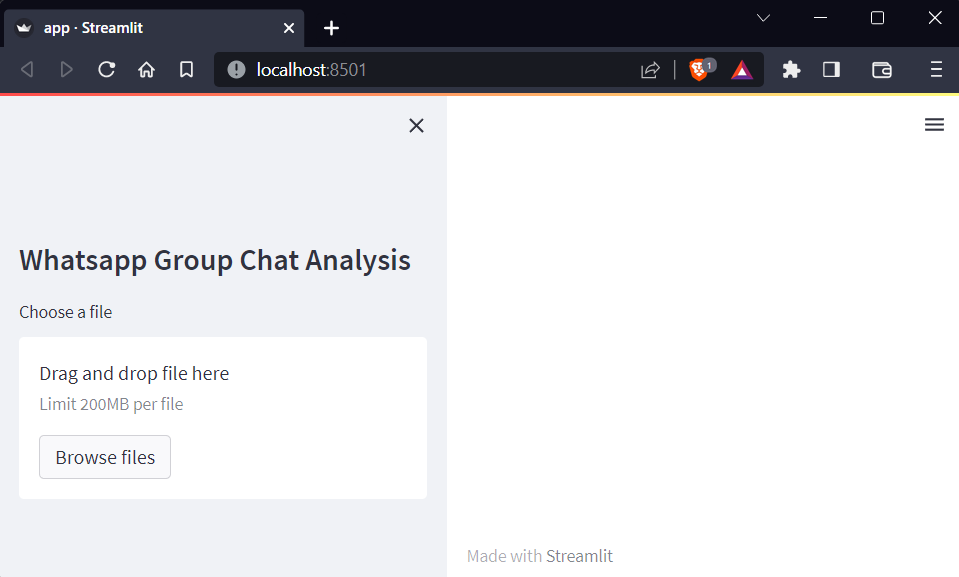 app · Streamlit
localhost:8501
1
Whatsapp Group Chat Analysis
Choose a file
Drag and drop file here
Limit 200MB per file
Browse files
Made with Streamlit